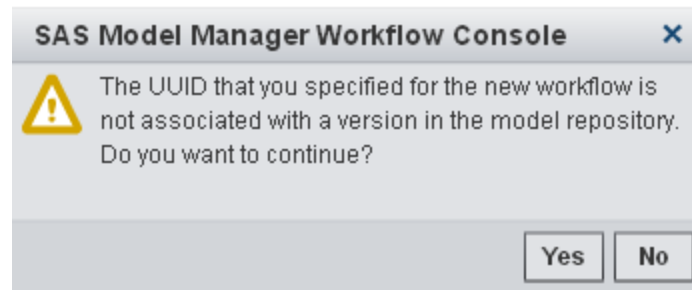 SAS Model Manager Workflow Console
The UUID that you specified for the new workflow is
not associated with a version in the model repository.
Do you want to continue?
Yes No